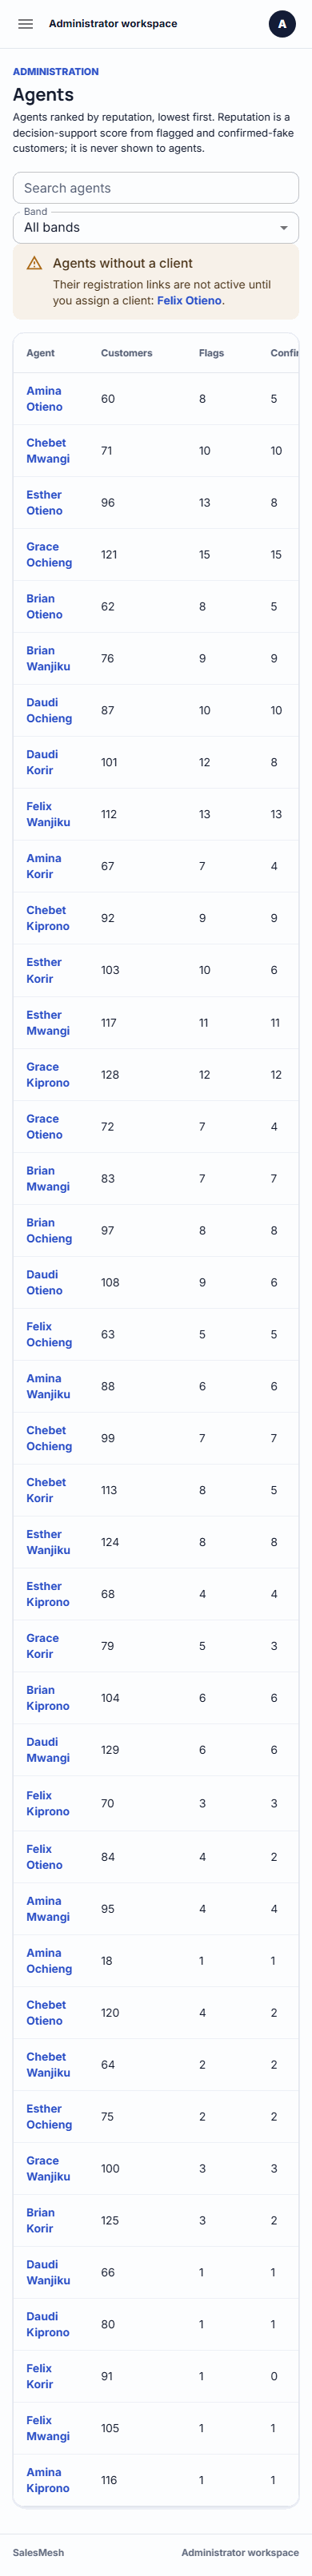 Administrator workspace
A
ADMINISTRATION
Agents
Agents ranked by reputation, lowest first. Reputation is a
decision-support score from flagged and confirmed-fake
customers; it is never shown to agents.
Search agents
Band
All bands
Agents without a client
Their registration links are not active until
you assign a client: Felix Otieno.
Agent Customers Flags
Amina
Otieno 60 8 5
Chebet
Mwangi 71 10 10
Esther
Otieno 96 13 8
Grace
Ochieng 121 15 15
Brian
Otieno 62 8 5
Brian
Wanjiku 76 9 9
Daudi
Ochieng 87 10 10
Daudi
Korir 101 12 8
Felix
Wanjiku 112 13 13
Amina
Korir 67 7 4
Chebet
Kiprono 92 9 9
Esther
Korir 103 10 6
Esther
Mwangi 117 11 11
Grace
Kiprono 128 12 12
Grace
Otieno 72 7 4
Brian
Mwangi 83 7 7
Brian
Ochieng 97 8 8
Daudi
Otieno 108 9 6
Felix
Ochieng 63 5 5
Amina
Wanjiku 88 6 6
Chebet
Ochieng 99 7 7
Chebet
Korir 113 8 5
Esther
Wanjiku 124 8 8
Esther
Kiprono 68 4 4
Grace
Korir 79 5 3
Brian
Kiprono 104 6 6
Daudi
Mwangi 129 6 6
Felix
Kiprono 70 3 3
Felix
Otieno 84 4 2
Amina
Mwangi 95 4 4
Amina
Ochieng 18 1 1
Chebet
Otieno 120 4 2
Chebet
Wanjiku 64 2 2
Esther
Ochieng 75 2 2
Grace
Wanjiku 100 3 3
Brian
Korir 125 3 2
Daudi
Wanjiku 66 1 1
Daudi
Kiprono 80 1 1
Felix
Korir 91 1 0
Felix
Mwangi 105 1 1
Amina
Kiprono 116 1 1
SalesMesh Administrator workspace